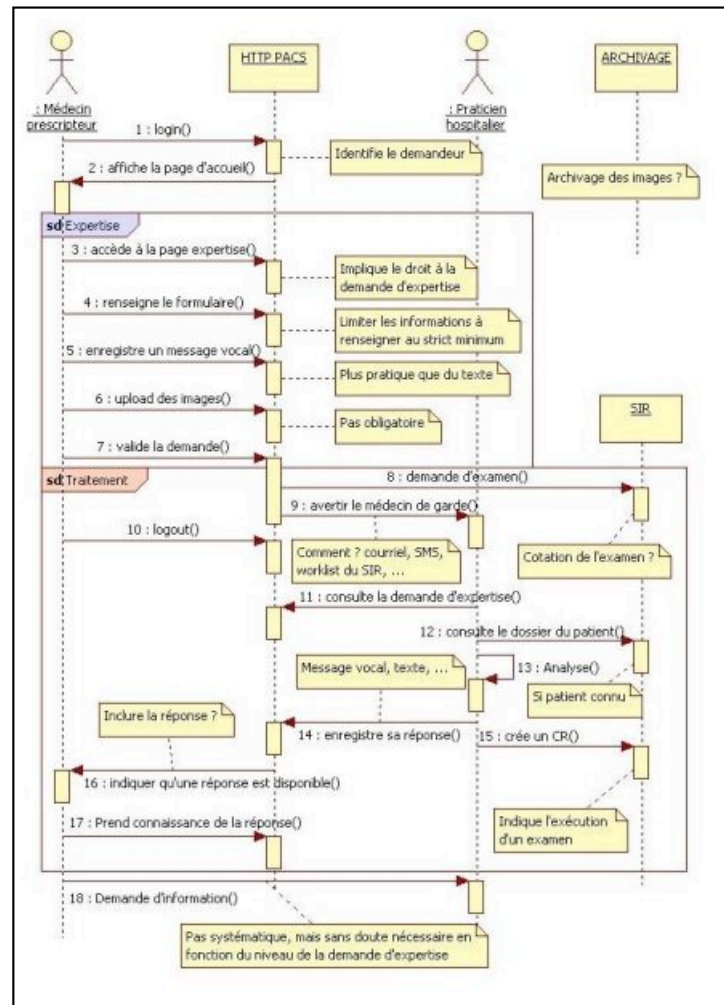 HTTP PACS
ARCHIVAGE
: Médecin
prescripteur
: Praticien
hospitalier
1 : login()
Identifie le demandeur
2 : affiche la page d'accueil()
Archivage des images ?
sd Expertise
3 : accède à la page expertise()
Implique le droit à la
demande d'expertise
4 : renseigne le formulaire()
Limiter les informations à
renseigner au strict minimum
5 : enregistre un message vocal()
Plus pratique que du texte
6 : upload des images()
Pas obligatoire
SIR
7 : valide la demande()
sd Traitement
8 : demande d'examen()
9 : avertir le médecin de garde()
10 : logout()
Comment ? courriel, SMS,
worklist du SIR, ...
Cotation de l'examen ?
11 : consulte la demande d'expertise()
12 : consulte le dossier du patient()
Message vocal, texte, ...
13 : Analyse()
Si patient connu
Inclure la réponse ?
14 : enregistre sa réponse()
15 : crée un CR()
16 : indiquer qu'une réponse est disponible()
17 : Prend connaissance de la réponse()
Indique l'exécution
d'un examen
18 : Demande d'information()
Pas systématique, mais sans doute nécessaire en
fonction du niveau de la demande d'expertise